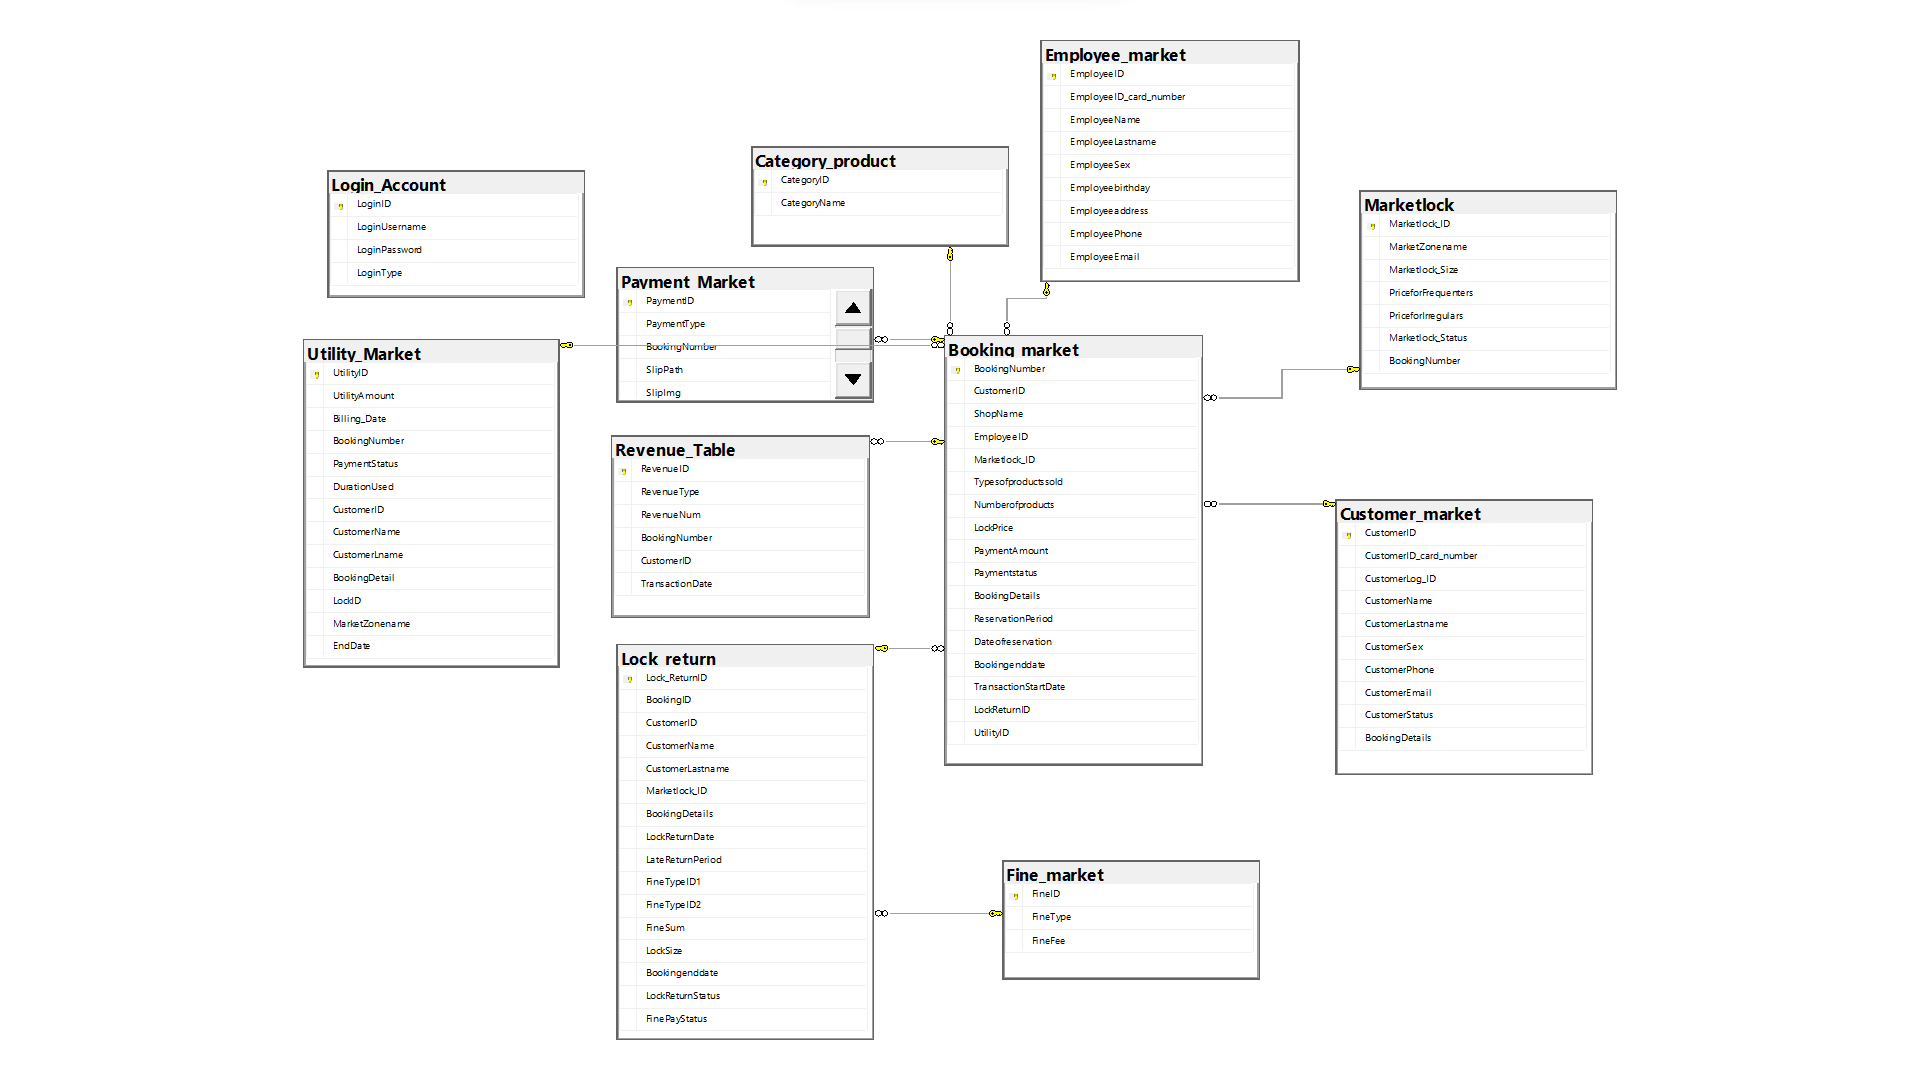 Employee_market
EmployeeID
EmployeeID_card_number
EmployeeName
EmployeeLastname
EmployeeSex
Employeebirthday
Employeeaddress
EmployeePhone
EmployeeEmail
Category_product
CategoryID
CategoryName
Login_Account
LoginID
LoginUsername
LoginPassword
LoginType
Marketlock
Marketlock_ID
MarketZonename
Marketlock_Size
PriceforFrequenters
PriceforIrregulars
Marketlock_Status
BookingNumber
Payment_Market
PaymentID
PaymentType
BookingNumber
SlipPath
SlipImg
Utility_Market
UtilityID
UtilityAmount
Billing_Date
BookingNumber
PaymentStatus
DurationUsed
CustomerID
CustomerName
CustomerLname
BookingDetail
LockID
MarketZonename
EndDate
Booking_market
BookingNumber
CustomerID
ShopName
EmployeeID
Marketlock_ID
Typesofproductssold
Numberofproducts
LockPrice
PaymentAmount
Paymentstatus
BookingDetails
ReservationPeriod
Dateofreservation
Bookingenddate
TransactionStartDate
LockReturnID
UtilityID
Revenue_Table
RevenueID
RevenueType
RevenueNum
BookingNumber
CustomerID
TransactionDate
Customer_market
CustomerID
CustomerID_card_number
CustomerLog_ID
CustomerName
CustomerLastname
CustomerSex
CustomerPhone
CustomerEmail
CustomerStatus
BookingDetails
Lock_return
Lock_ReturnID
BookingID
CustomerID
CustomerName
CustomerLastname
Marketlock_ID
BookingDetails
LockReturnDate
LateReturnPeriod
FineTypeID1
FineTypeID2
FineSum
LockSize
Bookingenddate
LockReturnStatus
FinePayStatus
Fine_market
FineID
FineType
FineFee